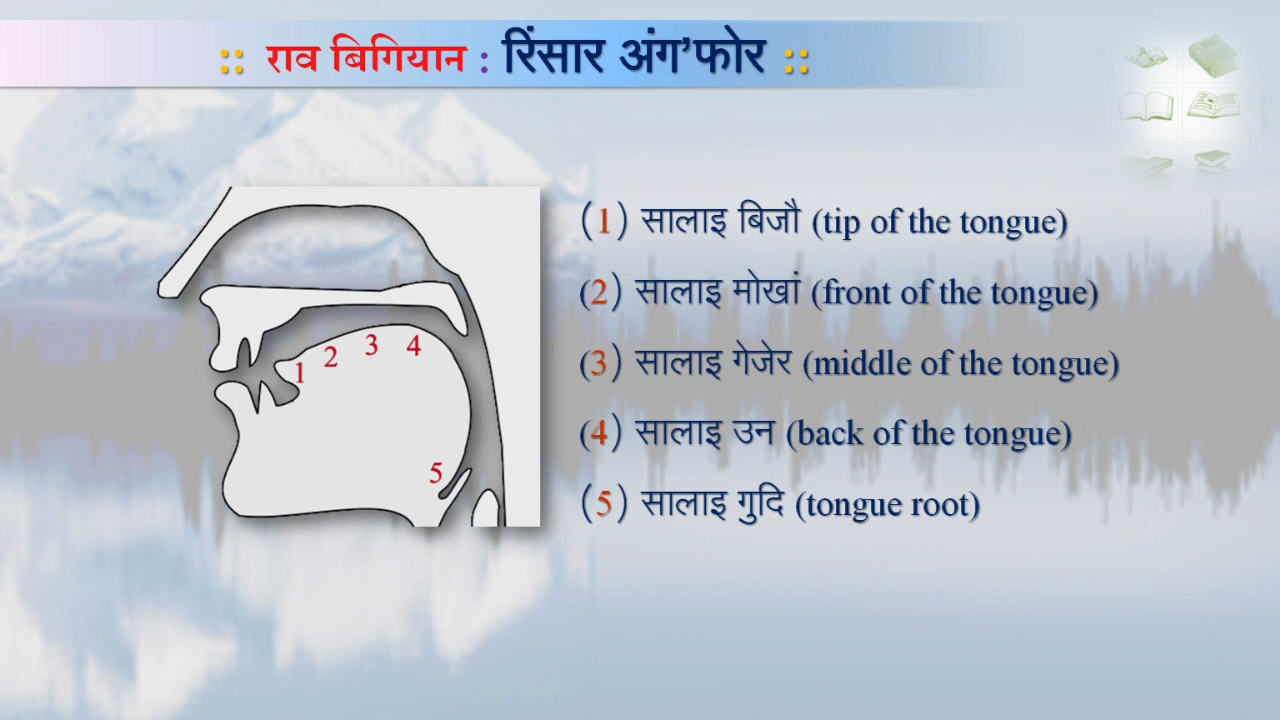 :: राव बिगियान : रिंसार अंग’फोर ::
(1) सालाइ बिजौ (tip of the tongue)
(2) सालाइ मोखां (front of the tongue)
(3) सालाइ गेजेर (middle of the tongue)
(4) सालाइ उन (back of the tongue)
(5) सालाइ गुदि (tongue root)
1
2
3
4
5